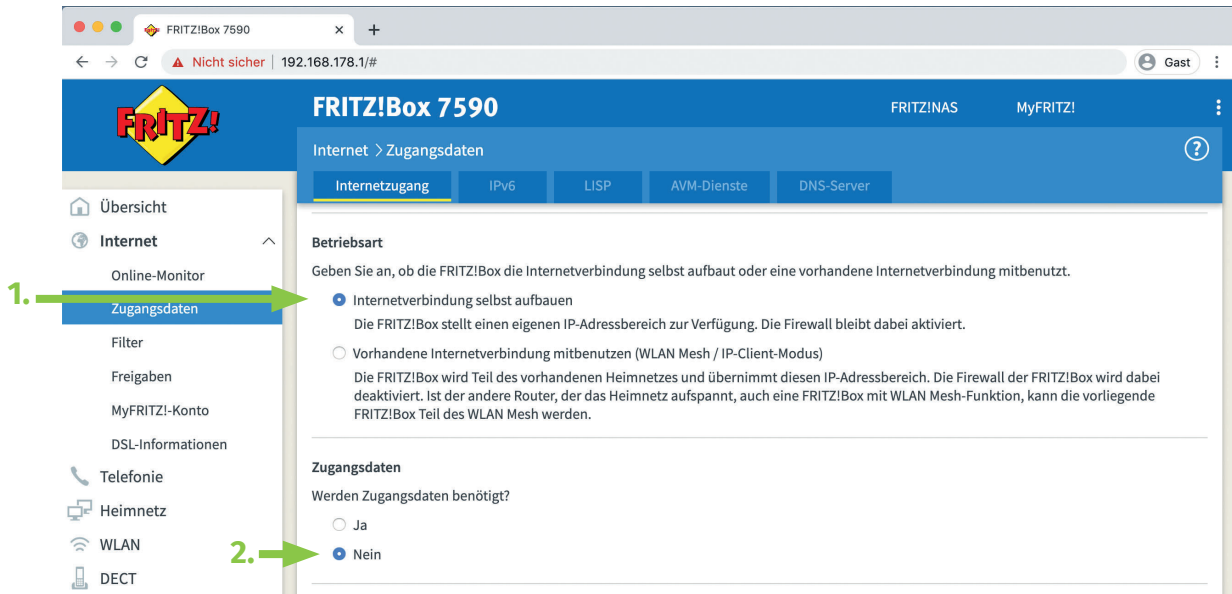 FRITZ!Box 7590
Nicht sicher 192.168.178.1/#
Gast
FRITZ!
FRITZ!Box 7590
FRITZ!NAS
MyFRITZ!
Internet > Zugangsdaten
Internetzugang
IPv6
LISP
AVM-Dienste
DNS-Server
Übersicht
Internet
Online-Monitor
Zugangsdaten
Filter
Freigaben
MyFRITZ!-Konto
DSL-Informationen
Telefonie
Heimnetz
WLAN
DECT
Betriebsart
Geben Sie an, ob die FRITZ!Box die Internetverbindung selbst aufbaut oder eine vorhandene Internetverbindung mitbenutzt.
1.
Internetverbindung selbst aufbauen
Die FRITZ!Box stellt einen eigenen IP-Adressbereich zur Verfügung. Die Firewall bleibt dabei aktiviert.
Vorhandene Internetverbindung mitbenutzen (WLAN Mesh / IP-Client-Modus)
Die FRITZ!Box wird Teil des vorhandenen Heimnetzes und übernimmt diesen IP-Adressbereich. Die Firewall der FRITZ!Box wird dabei
deaktiviert. Ist der andere Router, der das Heimnetz aufspannt, auch eine FRITZ!Box mit WLAN Mesh-Funktion, kann die vorliegende
FRITZ!Box Teil des WLAN Mesh werden.
Zugangsdaten
Werden Zugangsdaten benötigt?
Ja
2.
Nein